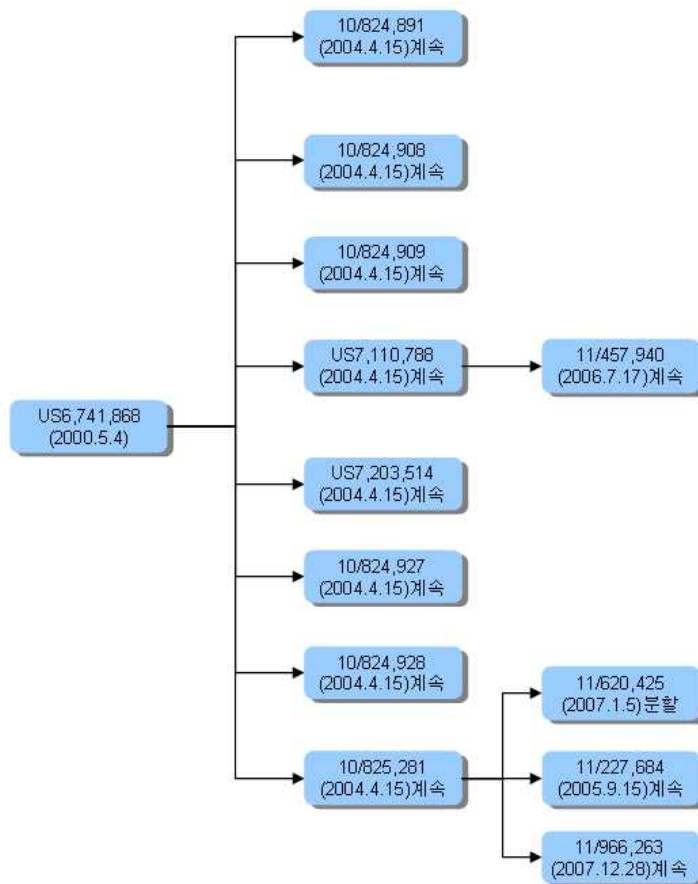 10/824,891
(2004.4.15)계속
10/824,908
(2004.4.15)계속
10/824,909
(2004.4.15)계속
US7,110,788
(2004.4.15)계속
11/457,940
(2006.7.17)계속
US6,741,868
(2000.5.4)
US7,203,514
(2004.4.15)계속
10/824,927
(2004.4.15)계속
10/824,928
(2004.4.15)계속
11/620,425
(2007.1.5)분할
10/825,281
(2004.4.15)계속
11/227,684
(2005.9.15)계속
11/966,263
(2007.12.28)계속